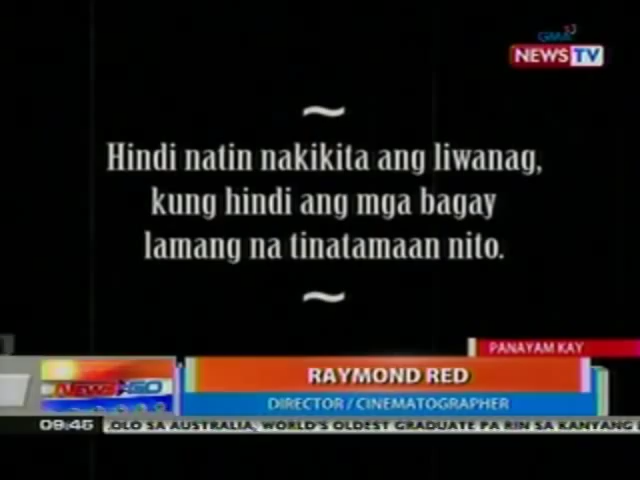 GMA
NEWS TV
~
Hindi natin nakikita ang liwanag,
kung hindi ang mga bagay
lamang na tinatamaan nito.
~
PANAYAM KAY
RAYMOND RED
DIRECTOR / CINEMATOGRAPHER
NEWS TO GO
09:46 OLO SA AUSTRALIA, WORLD'S OLDEST GRADUATE PA RIN SA KANYANG